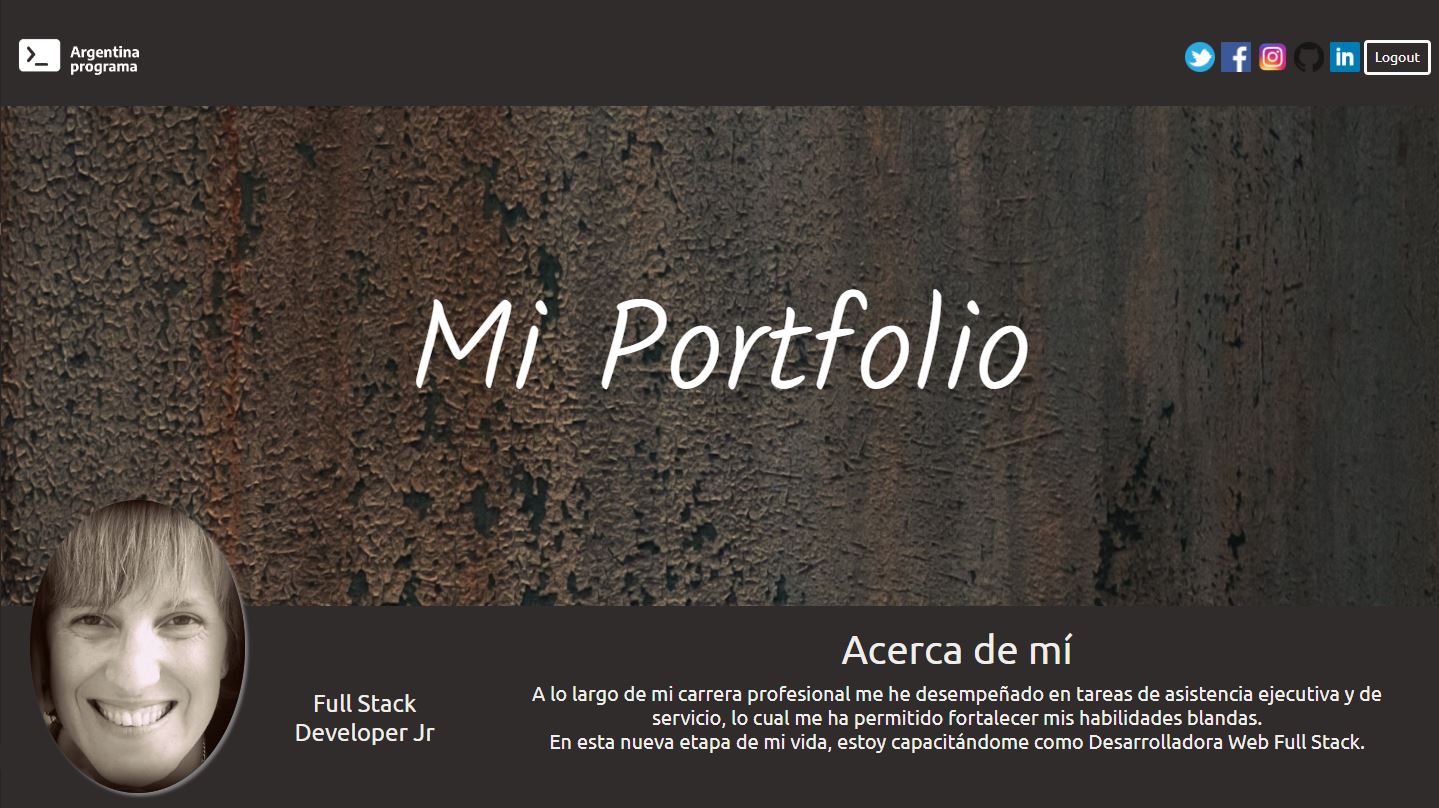 Argentina
programa
Logout
Mi Portfolio
Acerca de mí
Full Stack
Developer Jr
A lo largo de mi carrera profesional me he desempeñado en tareas de asistencia ejecutiva y de
servicio, lo cual me ha permitido fortalecer mis habilidades blandas.
En esta nueva etapa de mi vida, estoy capacitándome como Desarrolladora Web Full Stack.